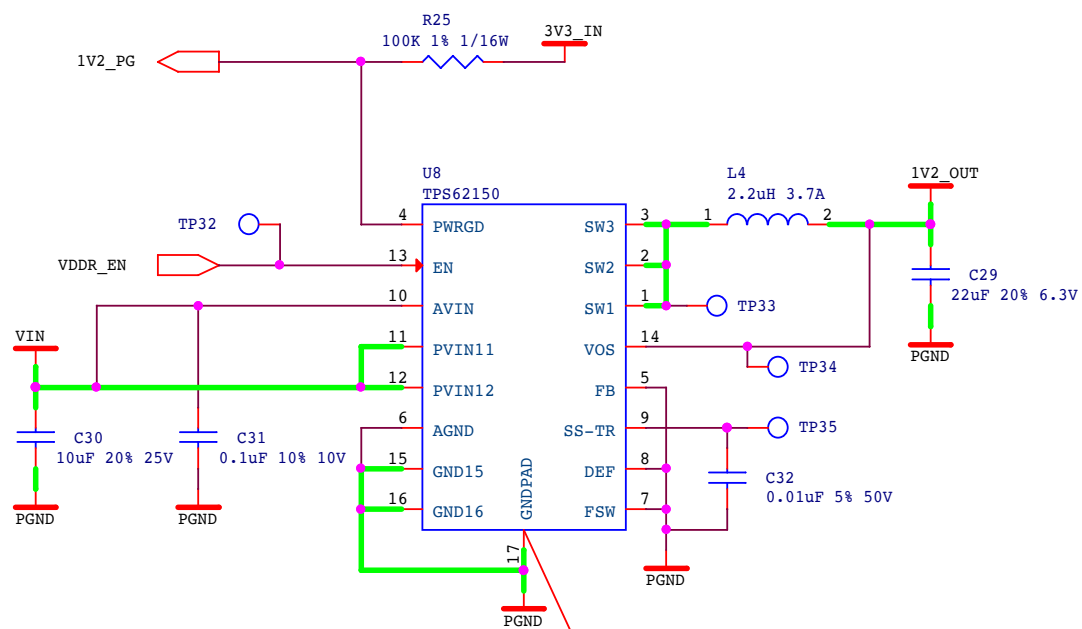 R25
100K 1% 1/16W
3V3_IN
1V2_PG
U8
TPS62150
L4
2.2uH 3.7A
1V2_OUT
TP32
4
PWRGD
SW3
3
1
2
VDDR_EN
13
EN
SW2
2
C29
22uF 20% 6.3V
10
AVIN
SW1
1
TP33
VIN
11
PVIN11
VOS
14
PGND
TP34
12
PVIN12
FB
5
C30
10uF 20% 25V
C31
0.1uF 10% 10V
6
AGND
SS-TR
9
TP35
15
GND15
DEF
8
C32
0.01uF 5% 50V
16
GND16
GNDPAD
FSW
7
PGND
PGND
17
PGND
PGND